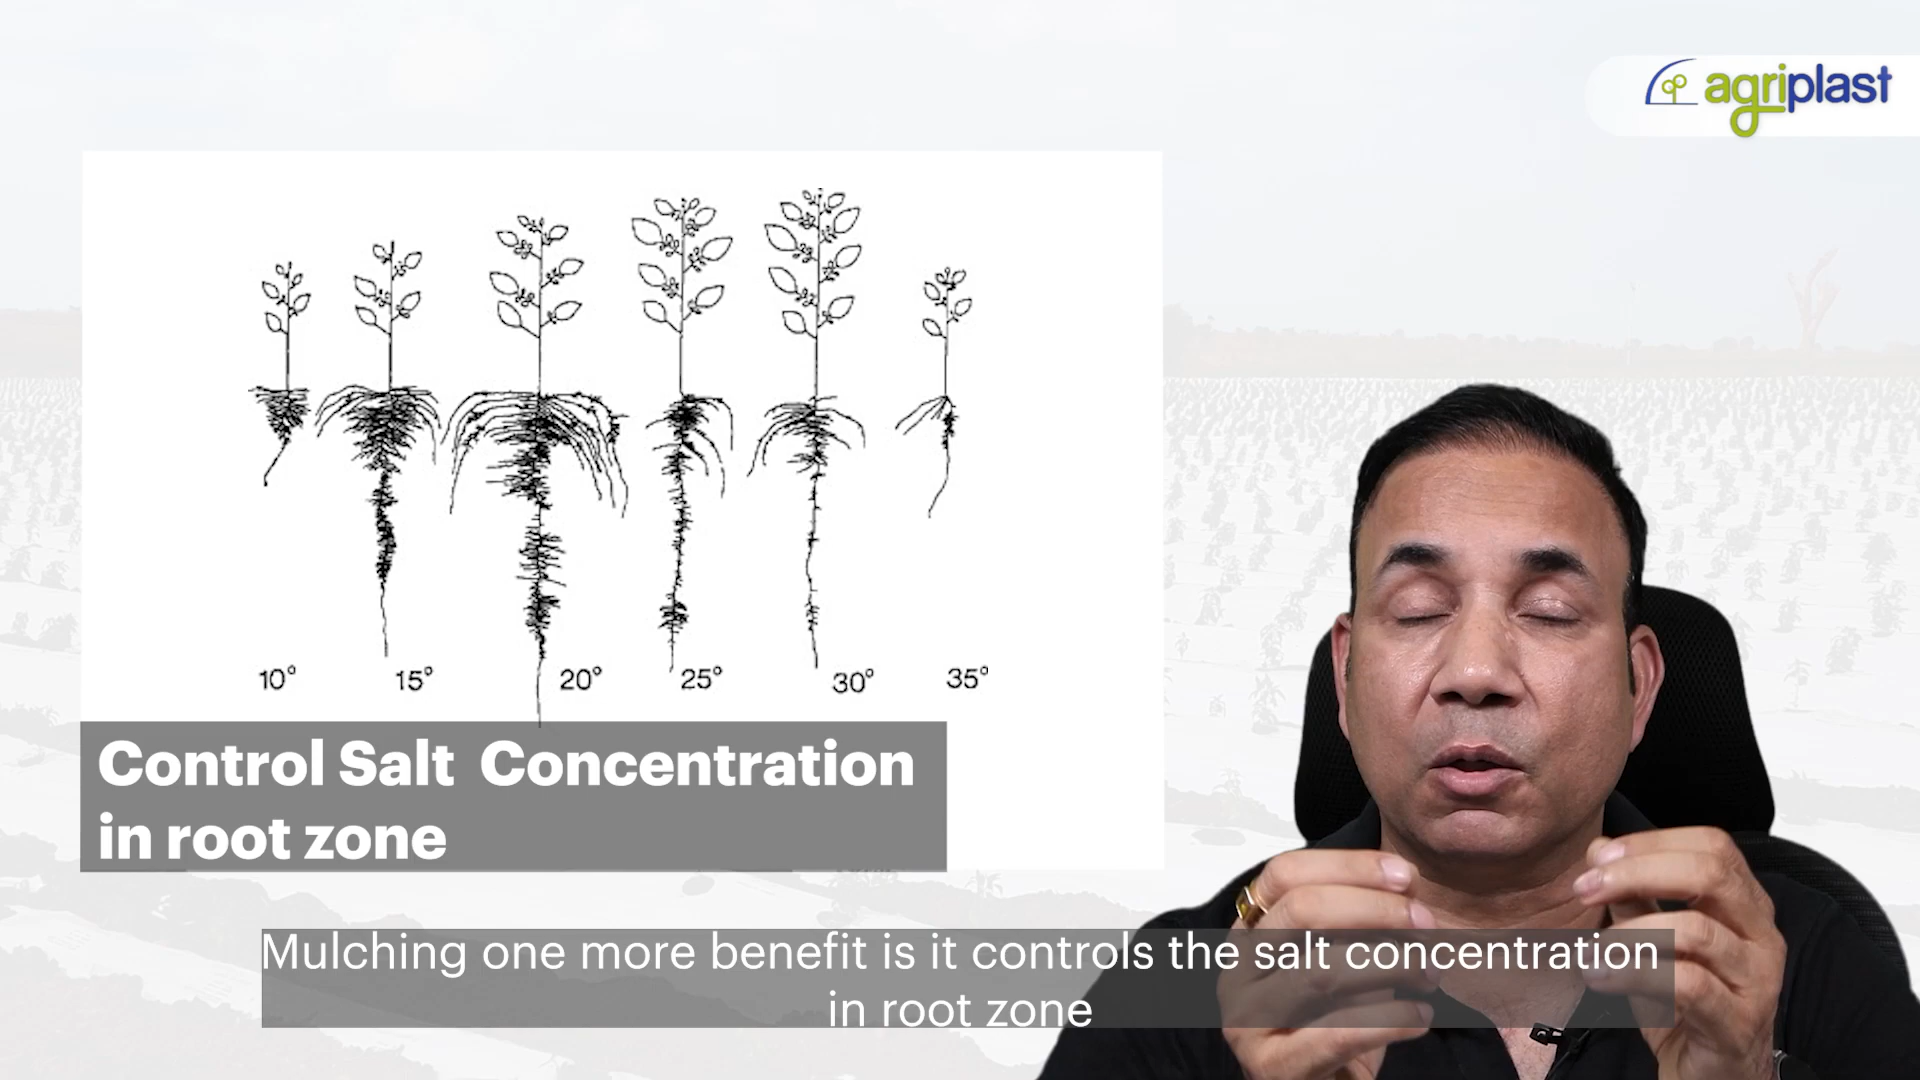 agriplast
10° 15° 20° 25° 30° 35°
Control Salt Concentration
in root zone
Mulching one more benefit is it controls the salt concentration
in root zone